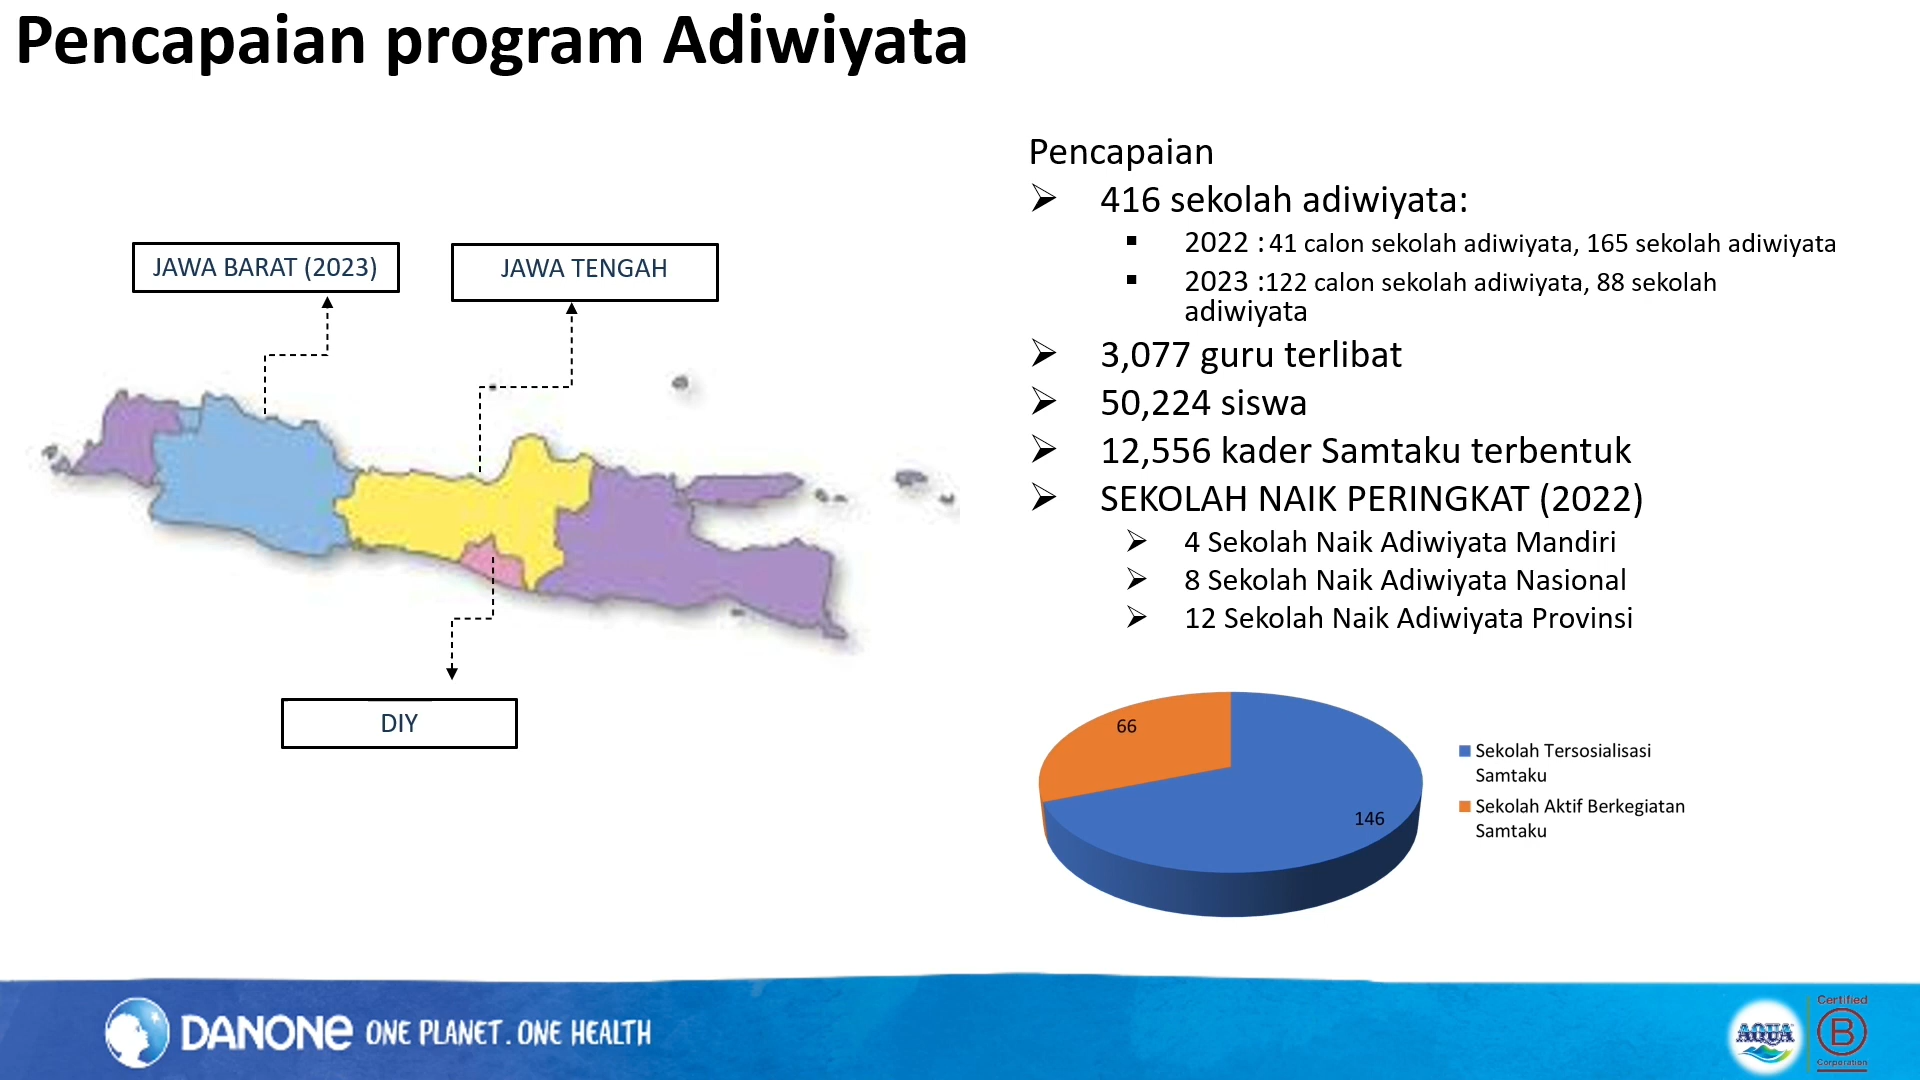 Pencapaian program Adiwiyata
JAWA BARAT (2023)
JAWA TENGAH
DIY
Pencapaian
416 sekolah adiwiyata:
2022 : 41 calon sekolah adiwiyata, 165 sekolah adiwiyata
2023 :122 calon sekolah adiwiyata, 88 sekolah
adiwiyata
3,077 guru terlibat
50,224 siswa
12,556 kader Samtaku terbentuk
SEKOLAH NAIK PERINGKAT (2022)
4 Sekolah Naik Adiwiyata Mandiri
8 Sekolah Naik Adiwiyata Nasional
12 Sekolah Naik Adiwiyata Provinsi
66
146
Sekolah Tersosialisasi
Samtaku
Sekolah Aktif Berkegiatan
Samtaku
DANONE ONE PLANET. ONE HEALTH
AQUA
Certified
B
Corporation